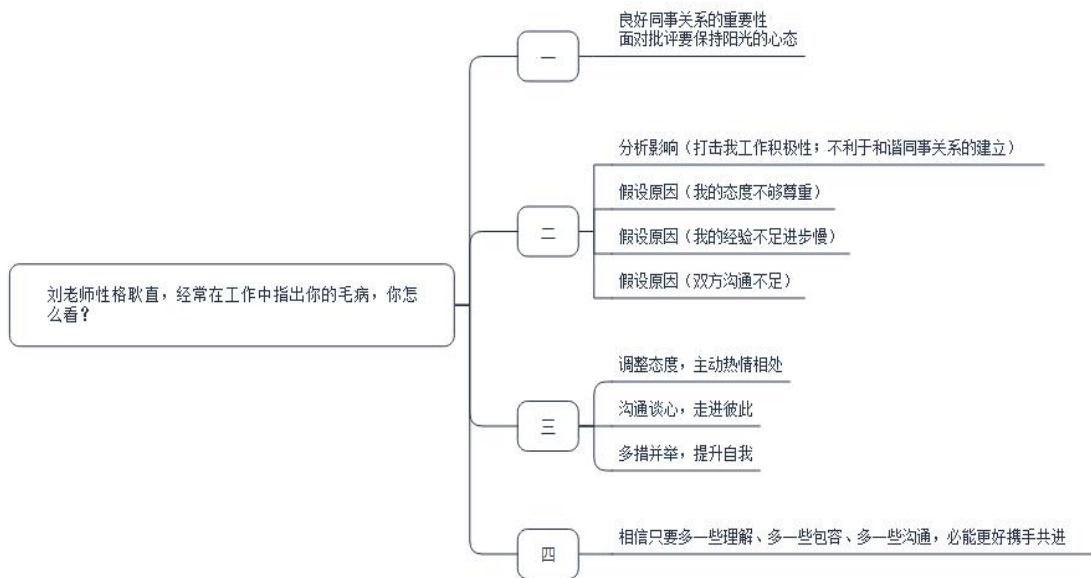 刘老师性格耿直，经常在工作中指出你的毛病，你怎
么看？
一
良好同事关系的重要性
面对批评要保持阳光的心态
二
分析影响（打击我工作积极性；不利于和谐同事关系的建立）
假设原因（我的态度不够尊重）
假设原因（我的经验不足进步慢）
假设原因（双方沟通不足）
三
调整态度，主动热情相处
沟通谈心，走进彼此
多措并举，提升自我
四
相信只要多一些理解、多一些包容、多一些沟通，必能更好携手共进